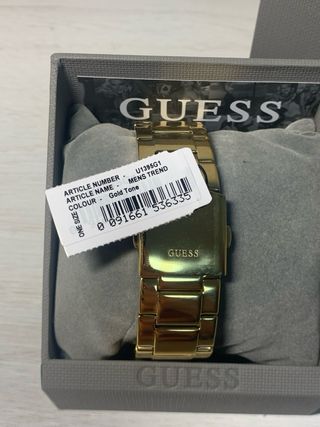 GUESS
ARTICLE NUMBER - U1395G1
ARTICLE NAME - MENS TREND
COLOUR - Gold Tone
ONE SIZE
0 091661 536335
GUESS
GUESS